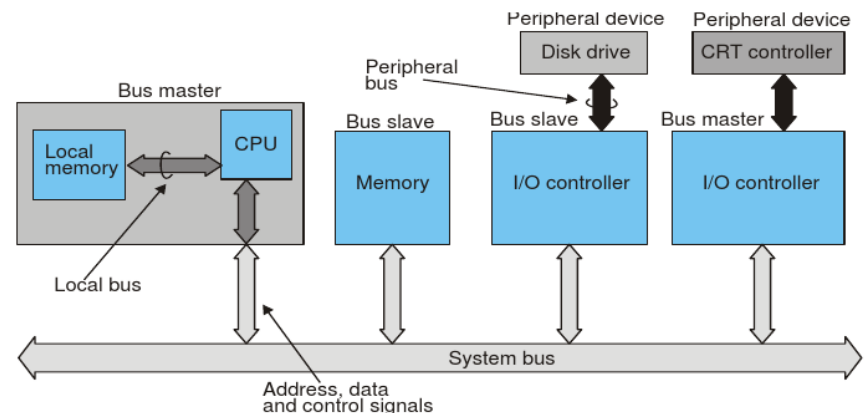 Peripheral device
Peripheral device
Disk drive
CRT controller
Peripheral
bus
Bus master
Bus slave
Bus slave
Bus master
Local
memory
CPU
Memory
I/O controller
I/O controller
Local bus
System bus
Address, data
and control signals